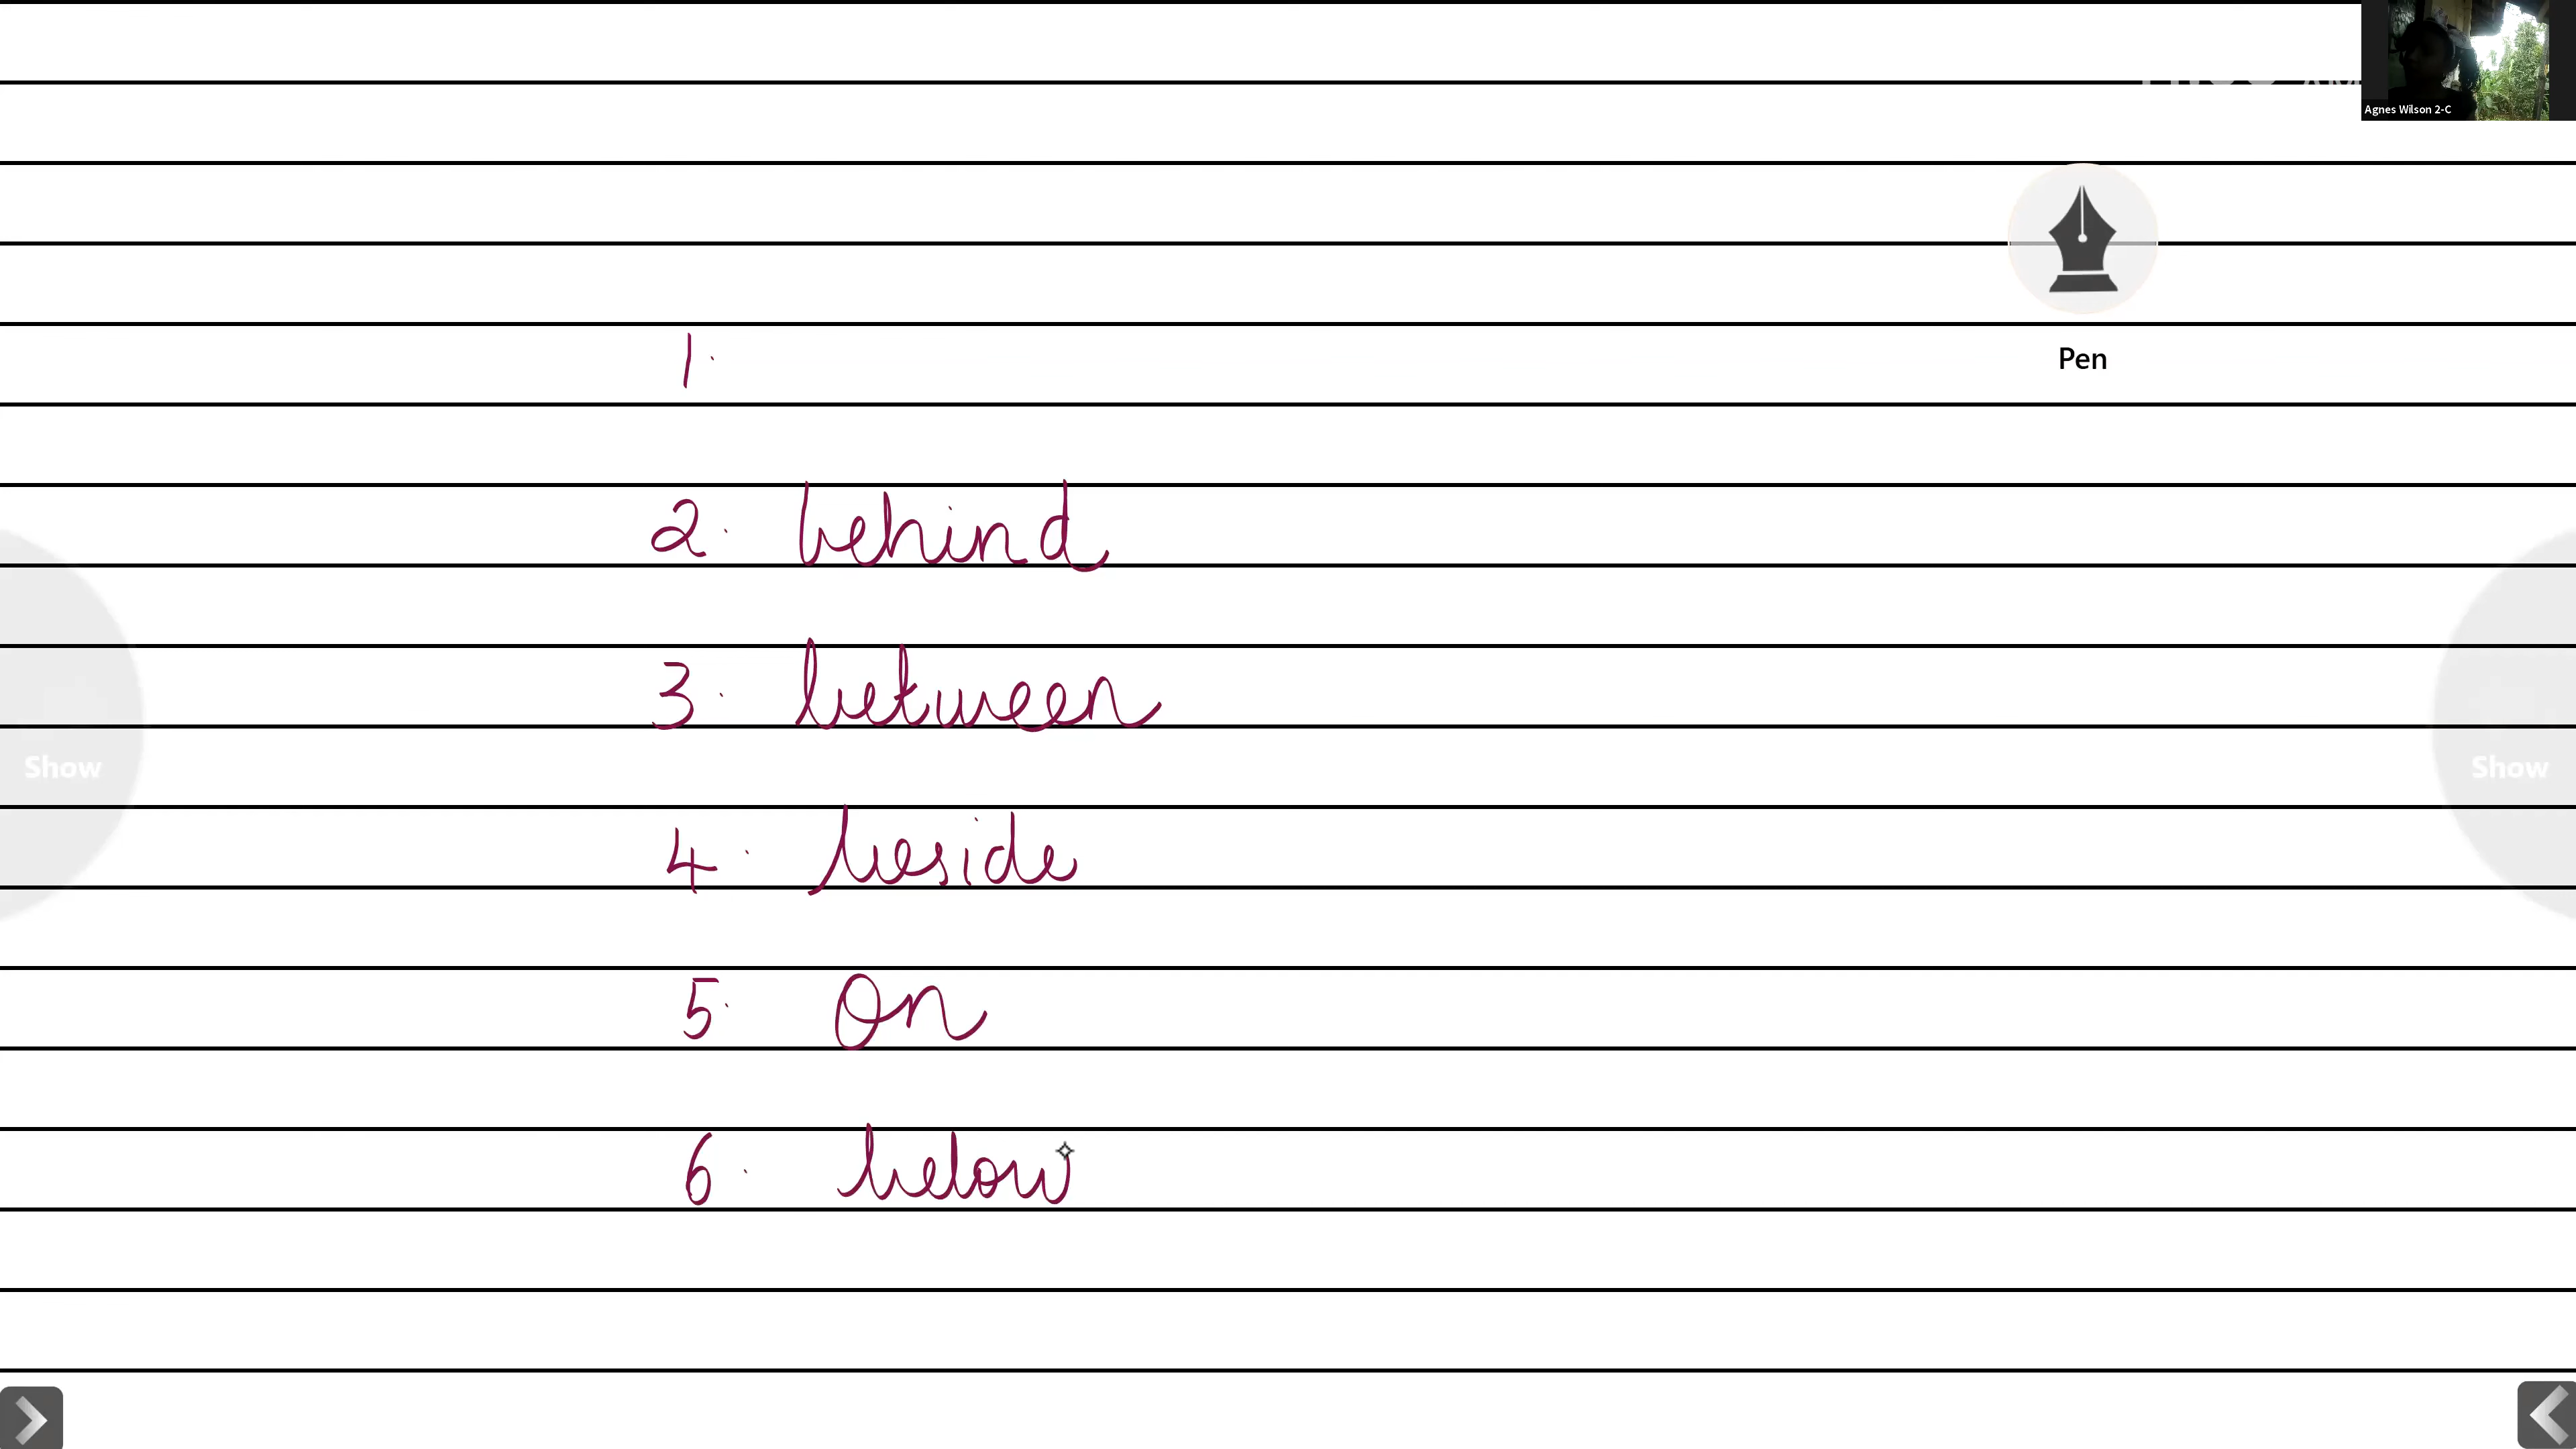 Agnes Wilson 2-C
Pen
1.
2. behind
3. between
4. beside
5. On
6. below
Show
Show